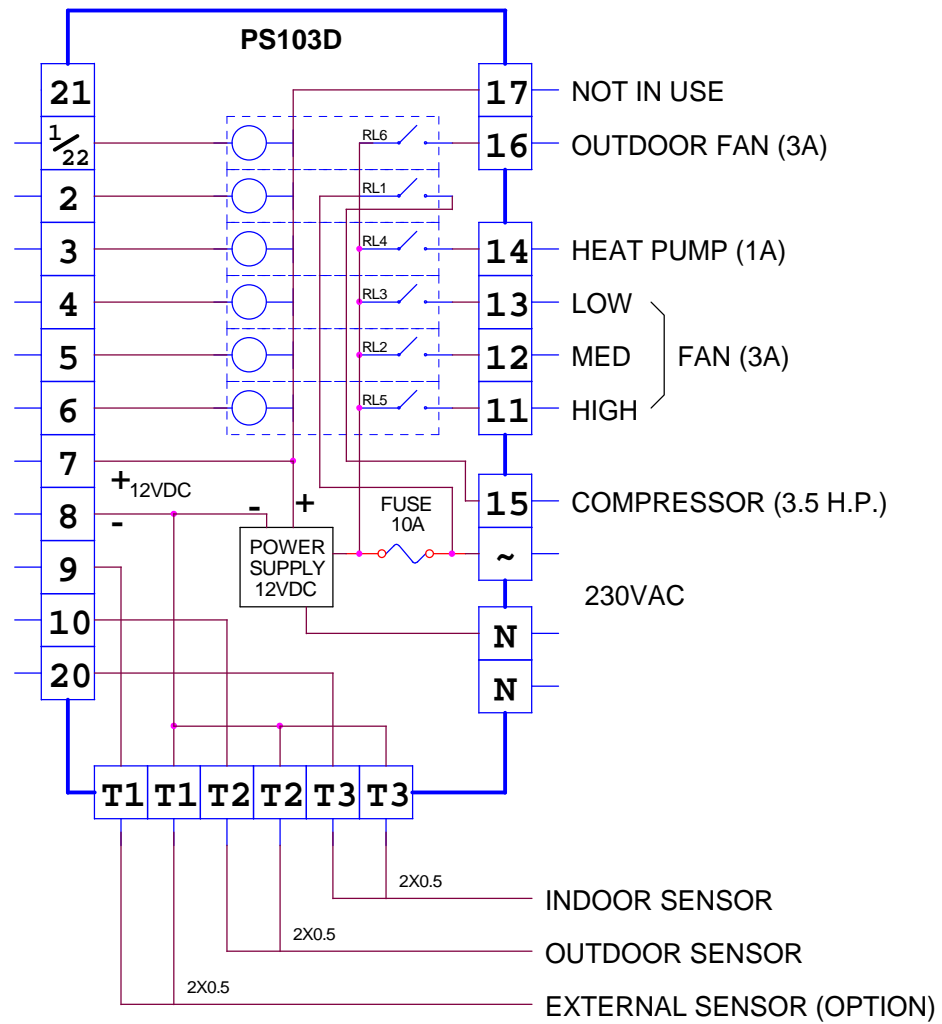 PS103D
21
17
NOT IN USE
1/22
RL6
16
OUTDOOR FAN (3A)
2
RL1
3
RL4
14
HEAT PUMP (1A)
4
RL3
13
LOW
5
RL2
12
MED
FAN (3A)
6
RL5
11
HIGH
7
+
12VDC
8
-
-
+
FUSE
10A
15
COMPRESSOR (3.5 H.P.)
POWER
SUPPLY
12VDC
~
9
230VAC
10
N
20
N
T1 T1 T2 T2 T3 T3
2X0.5
INDOOR SENSOR
2X0.5
OUTDOOR SENSOR
2X0.5
EXTERNAL SENSOR (OPTION)